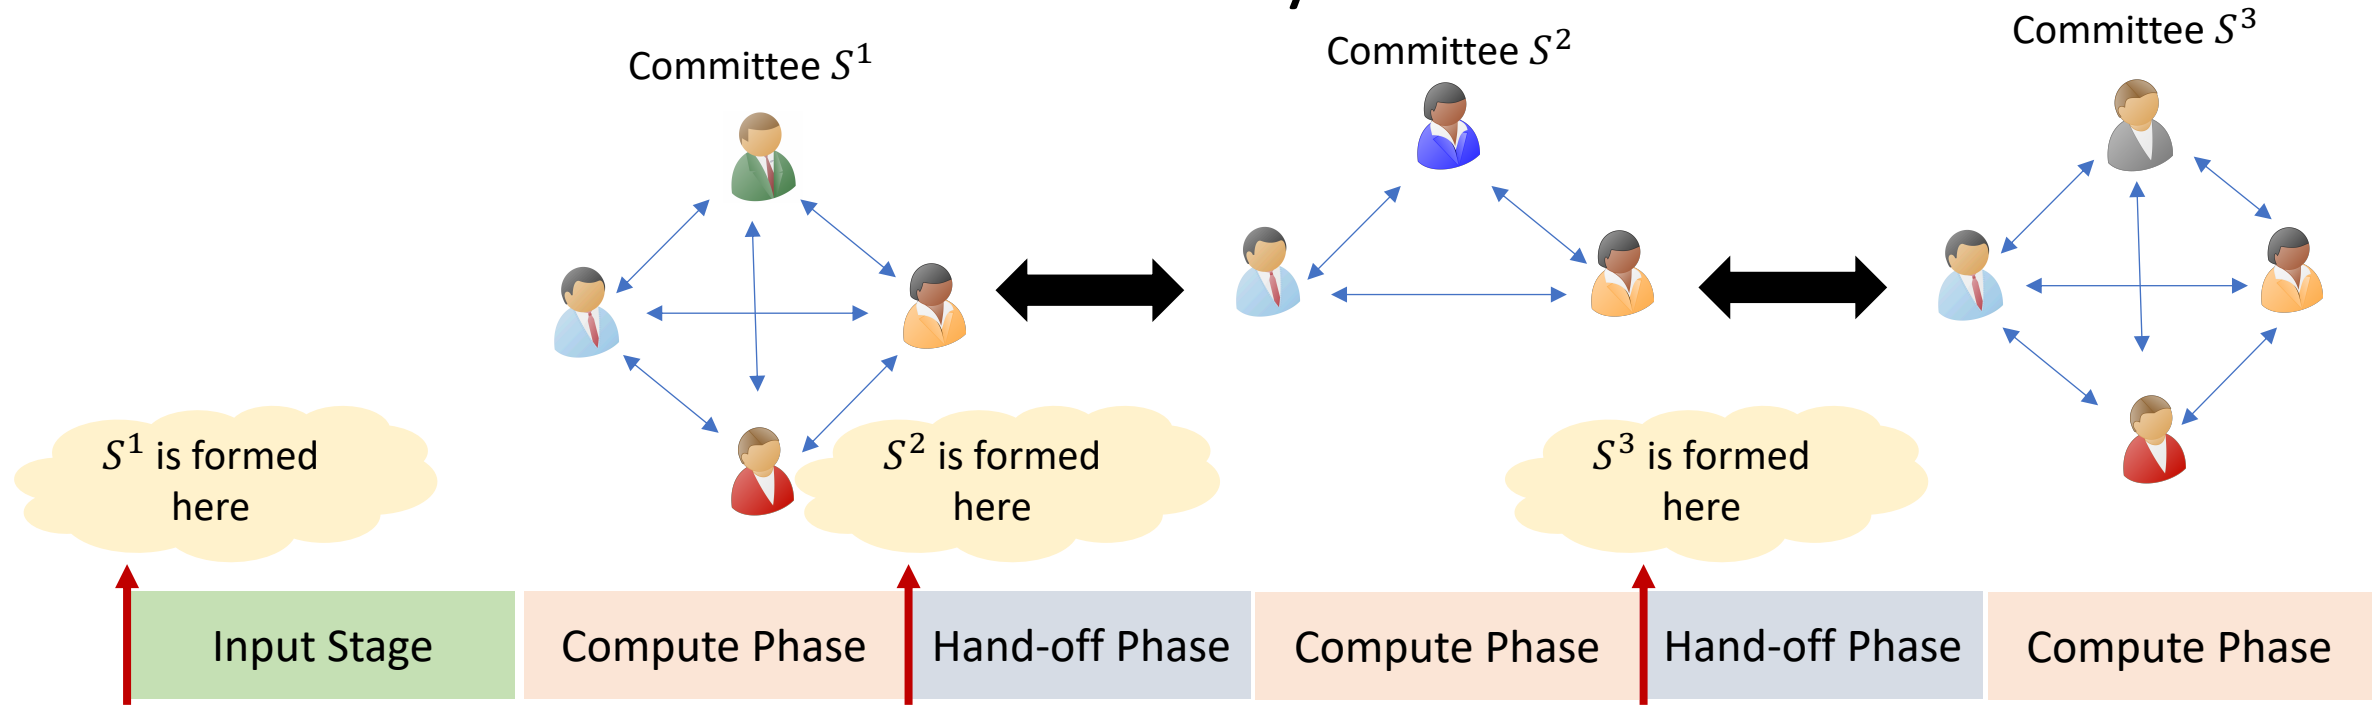 Committee S¹
Committee S²
Committee S³
S¹ is formed
here
S² is formed
here
S³ is formed
here
Input Stage
Compute Phase
Hand-off Phase
Compute Phase
Hand-off Phase
Compute Phase